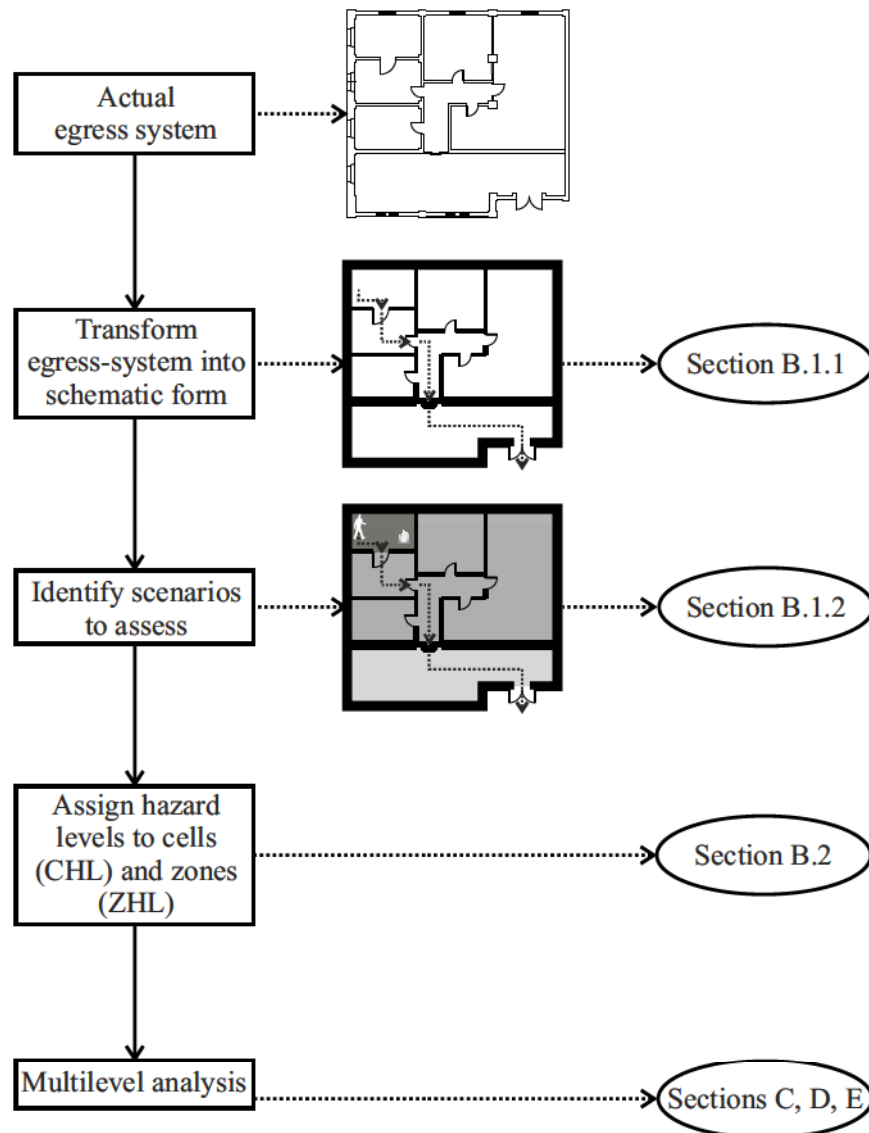 Actual
egress system
Transform
egress-system into
schematic form
Section B.1.1
Identify scenarios
to assess
Section B.1.2
Assign hazard
levels to cells
(CHL) and zones
(ZHL)
Section B.2
Multilevel analysis
Sections C, D, E